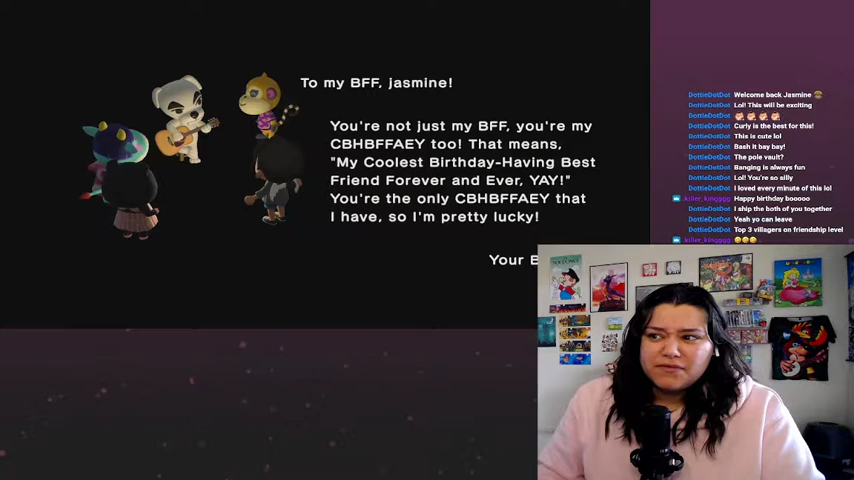 To my BFF, jasmine!
You're not just my BFF, you're my
CBHBFFAEY too! That means,
"My Coolest Birthday-Having Best
Friend Forever and Ever, YAY!"
You're the only CBHBFFAEY that
I have, so I'm pretty lucky!
Your B
DottieDotDot Welcome back Jasmine
DottieDotDot Lol! This will be exciting
DottieDotDot
DottieDotDot Curly is the best for this!
DottieDotDot This is cute lol
DottieDotDot Bash it bay bay!
DottieDotDot The pole vault?
DottieDotDot Banging is always fun
DottieDotDot Lol! You're so silly
DottieDotDot I loved every minute of this lol
killer_kingggg Happy birthday booooo
DottieDotDot I ship the both of you together
DottieDotDot Yeah yo can leave
DottieDotDot Top 3 villagers on friendship level
killer_kingggg